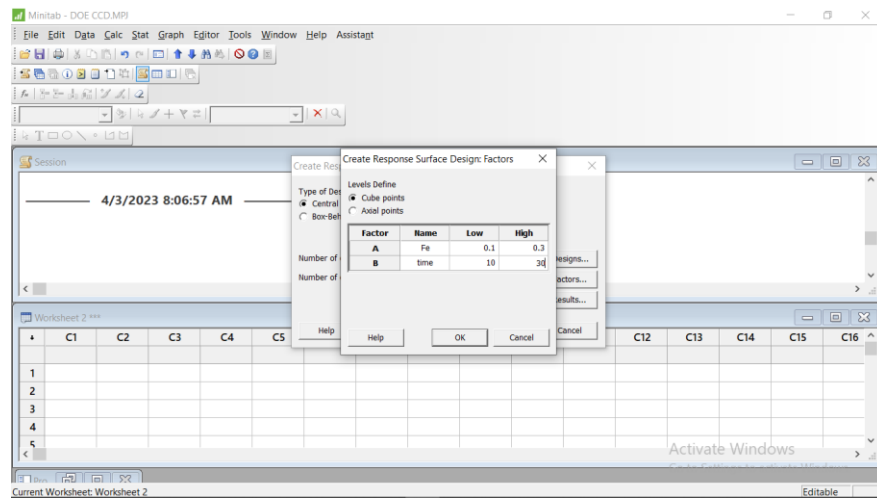 Minitab - DOE CCD.MPJ
File Edit Data Calc Stat Graph Editor Tools Window Help Assistant
Session
4/3/2023 8:06:57 AM
Create Res
Type of Des
Central
Box-Beh
Number of
Number of
esigns...
actors...
esults...
Help
Cancel
Create Response Surface Design: Factors
Levels Define
Cube points
Axial points
Factor Name Low High
A Fe 0.1 0.3
B time 10 30
Help OK Cancel
Worksheet 2 ***
C1 C2 C3 C4 C5 C12 C13 C14 C15 C16
1
2
3
4
5
Activate Windows
Pro
Current Worksheet: Worksheet 2
Editable